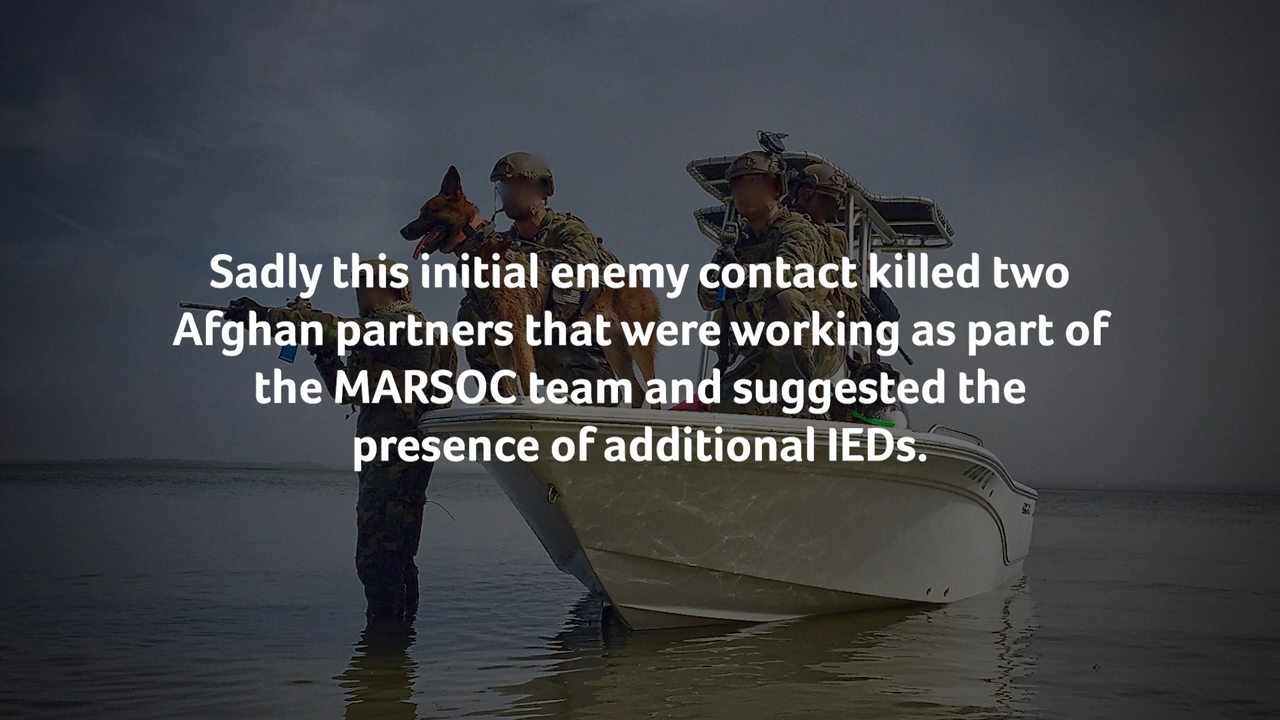 Sadly this initial enemy contact killed two
Afghan partners that were working as part of
the MARSOC team and suggested the
presence of additional IEDs.